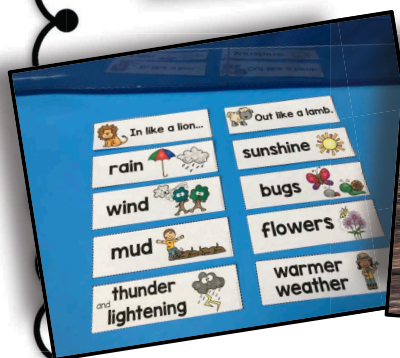 In like a lion...
rain
wind
mud
and thunder
lightening
Out like a lamb.
sunshine
bugs
flowers
warmer
weather